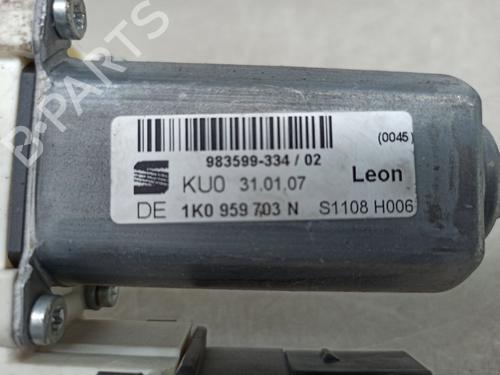 (0045)
983599-334 / 02
KU0 31.01.07 Leon
DE 1K0 959 703 N S1108 H006
B-PARTS